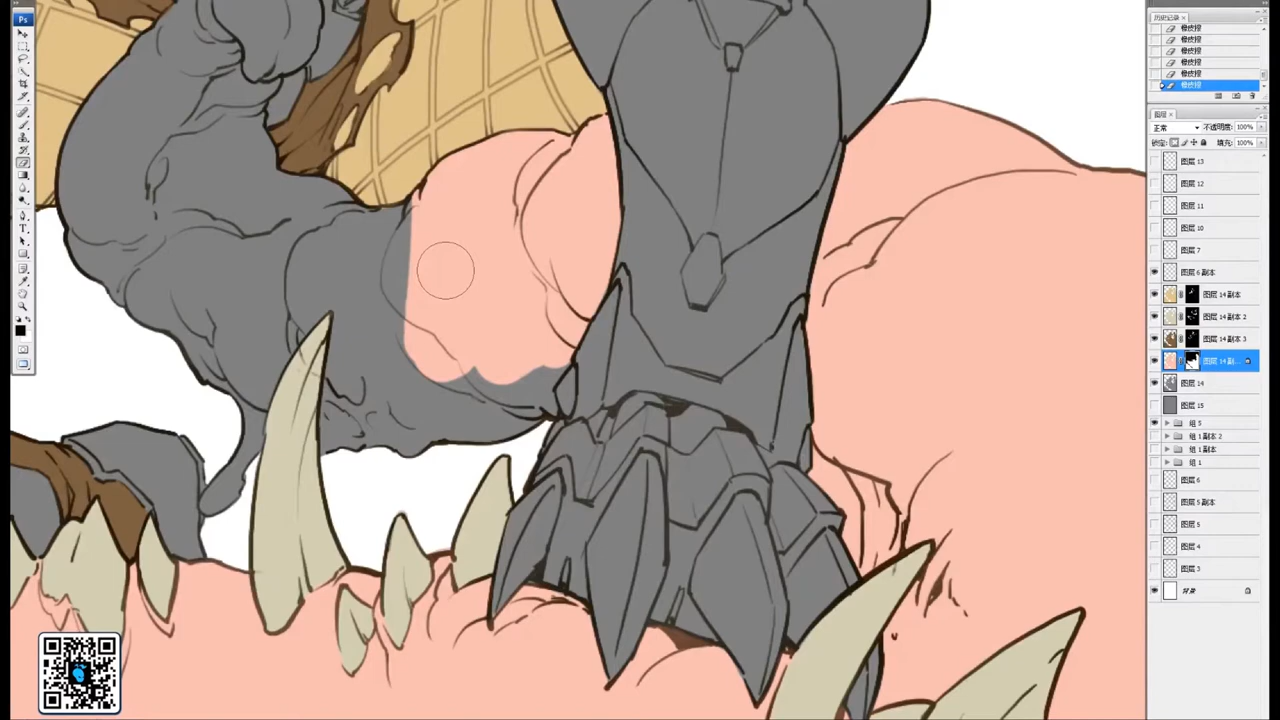 Ps
历史记录
橡皮擦
橡皮擦
橡皮擦
橡皮擦
橡皮擦
橡皮擦
图层
正常
不透明度: 100%
锁定:
填充: 100%
图层 13
图层 12
图层 11
图层 10
图层 7
图层 6 副本
图层 14 副本
图层 14 副本 2
图层 14 副本 3
图层 14 副...
图层 14
图层 15
组 5
组 1 副本 2
组 1 副本
组 1
图层 6
图层 5 副本
图层 5
图层 4
图层 3
背景
T